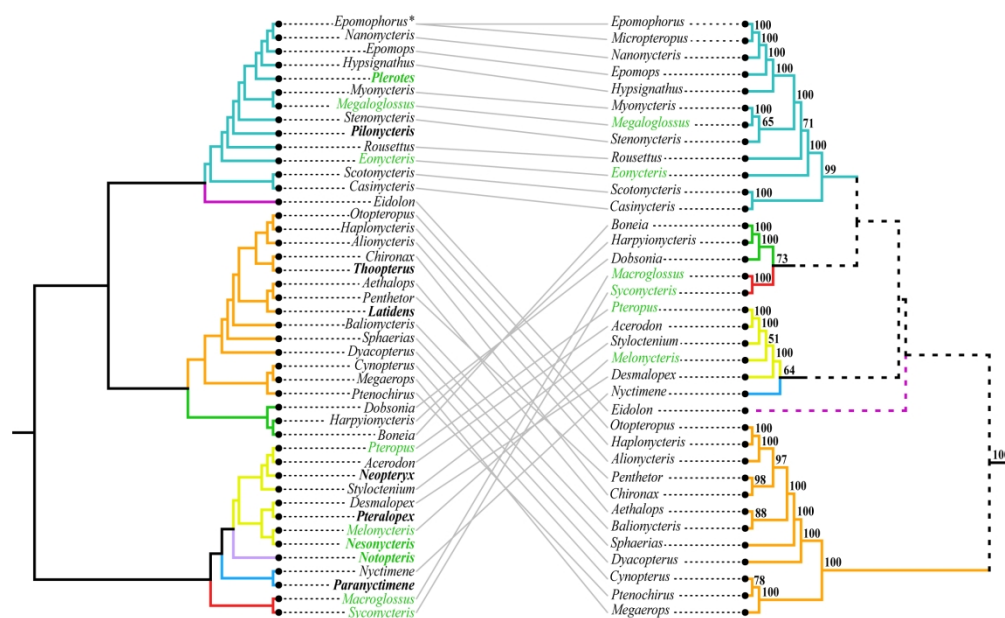 Epomophorus*
Nanonycteris
Epomops
Hypsignathus
Plerotes
Myonycteris
Megaloglossus
Stenonycteris
Pilonycteris
Rousettus
Eonycteris
Scotonycteris
Casinycteris
Eidolon
Otopteropus
Haplonycteris
Alionycteris
Chironax
Thoopterus
Aethalops
Penthetor
Latidens
Balionycteris
Sphaerias
Dyacopterus
Cynopterus
Megaerops
Ptenochirus
Dobsonia
Harpyionycteris
Boneia
Pteropus
Acerodon
Neopteryx
Styloctenium
Desmalopex
Pteralopex
Melonycteris
Nesonycteris
Notopteris
Nyctimene
Paranyctimene
Macroglossus
Syconycteris
Epomophorus
Micropteropus
Nanonycteris
Epomops
Hypsignathus
Myonycteris
Megaloglossus
Stenonycteris
Rousettus
Eonycteris
Scotonycteris
Casinycteris
Boneia
Harpyionycteris
Dobsonia
Macroglossus
Syconycteris
Pteropus
Acerodon
Styloctenium
Melonycteris
Desmalopex
Nyctimene
Eidolon
Otopteropus
Haplonycteris
Alionycteris
Penthetor
Chironax
Aethalops
Balionycteris
Sphaerias
Dyacopterus
Cynopterus
Ptenochirus
Megaerops
100
100
100
100
100
100
65
71
100
99
100
100
100
73
100
100
100
51
100
64
100
100
100
97
98
100
88
100
100
100
78
100
100